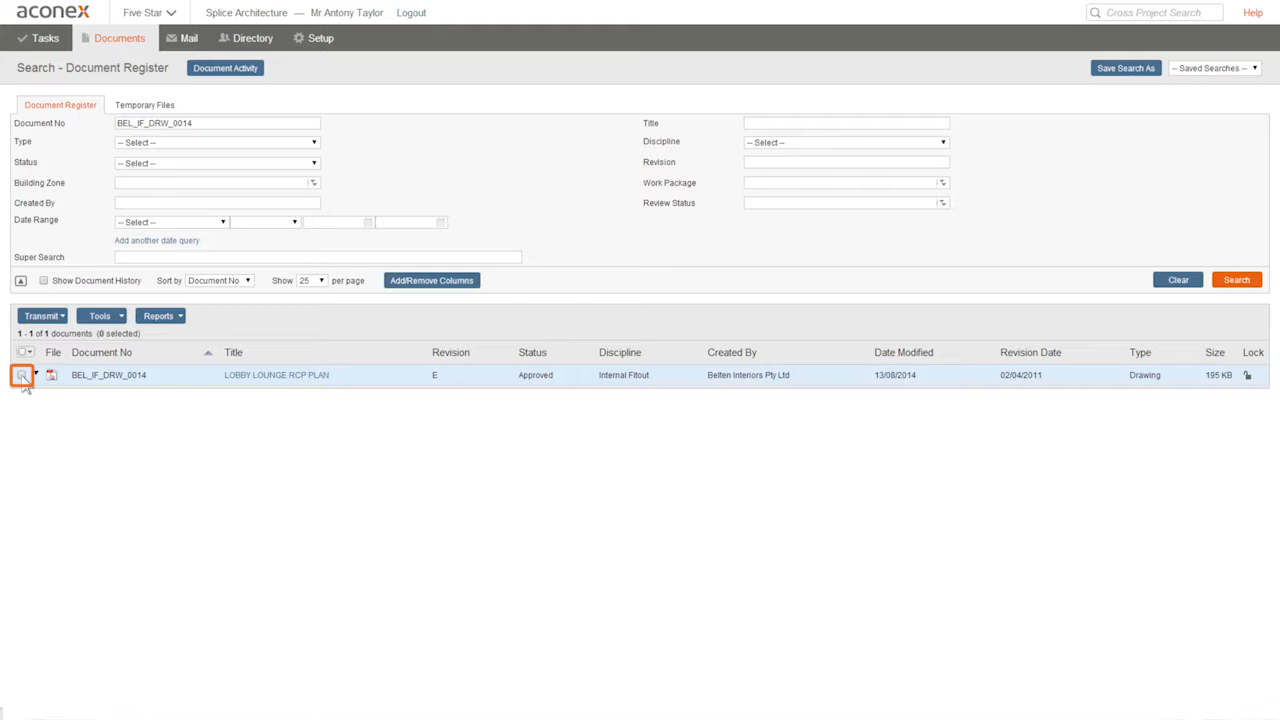 aconex Five Star Splice Architecture — Mr Antony Taylor Logout Cross Project Search Help
Tasks Documents Mail Directory Setup
Search - Document Register Document Activity Save Search As -- Saved Searches --
Document Register Temporary Files
Document No BEL_IF_DRW_0014 Title
Type -- Select -- Discipline -- Select --
Status -- Select -- Revision
Building Zone Work Package
Created By Review Status
Date Range -- Select --
Add another date query
Super Search
Show Document History Sort by Document No Show 25 per page Add/Remove Columns Clear Search
Transmit Tools Reports
1 - 1 of 1 documents (0 selected)
File Document No Title Revision Status Discipline Created By Date Modified Revision Date Type Size Lock
BEL_IF_DRW_0014 LOBBY LOUNGE RCP PLAN E Approved Internal Fitout Belten Interiors Pty Ltd 13/08/2014 02/04/2011 Drawing 195 KB